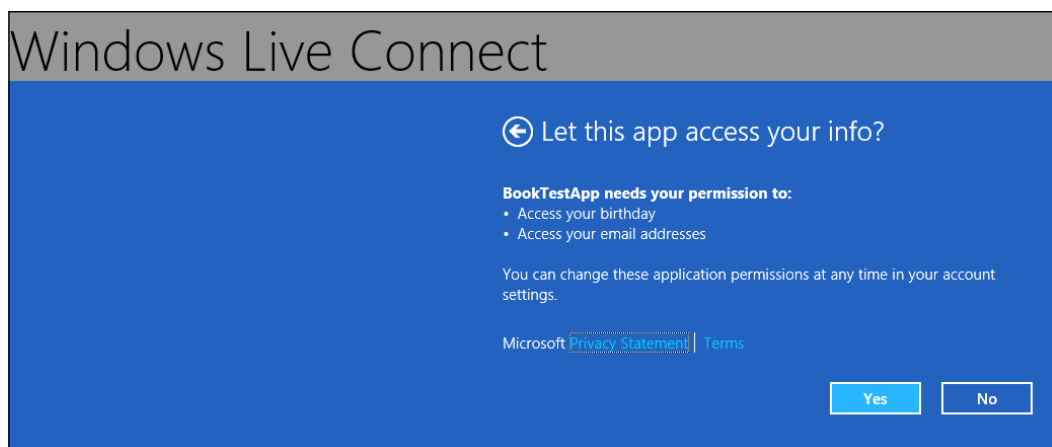 Windows Live Connect
Let this app access your info?
BookTestApp needs your permission to:
• Access your birthday
• Access your email addresses
You can change these application permissions at any time in your account
settings.
Microsoft Privacy Statement | Terms
Yes No